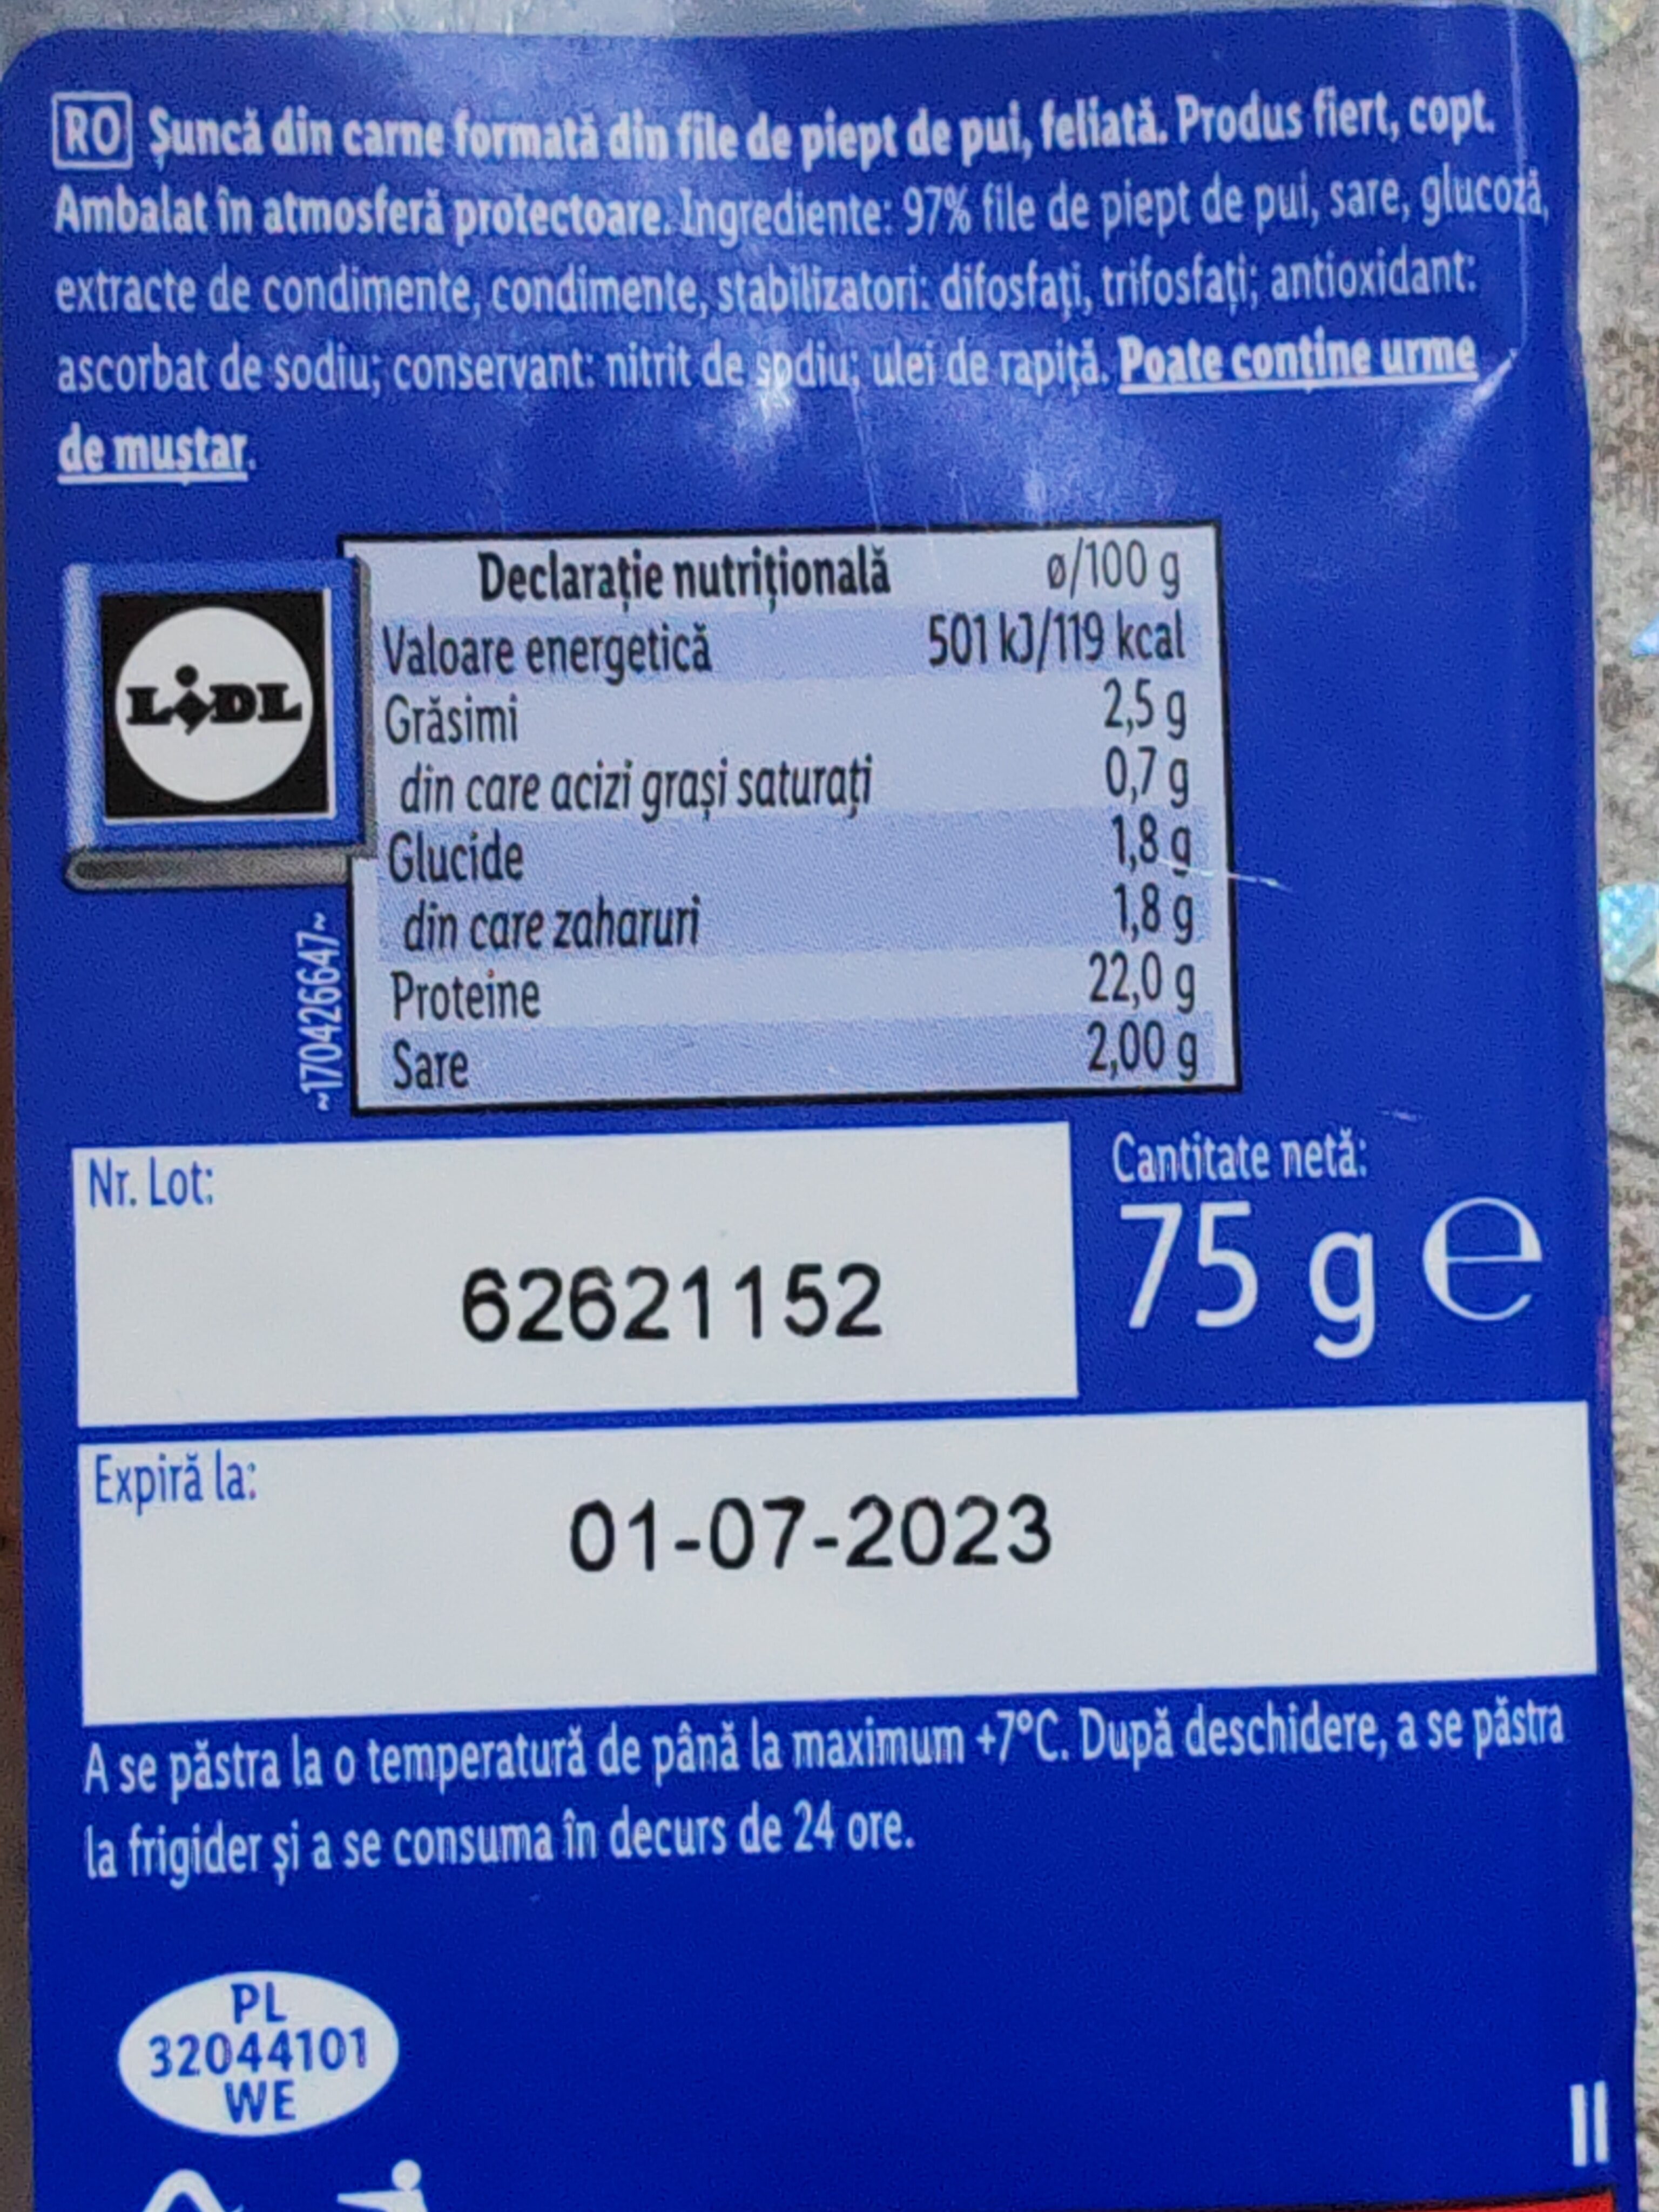 RO Șuncă din carne formată din file de piept de pui, feliată. Produs fiert, copt.
Ambalat în atmosferă protectoare. Ingrediente: 97% file de piept de pui, sare, glucoză,
extracte de condimente, condimente, stabilizatori: difosfați, trifosfați; antioxidant:
ascorbat de sodiu; conservant: nitrit de sodiu; ulei de rapiță. Poate conține urme
de muștar.
Declarație nutrițională ø/100 g
Valoare energetică 501 kJ/119 kcal
Grăsimi 2,5 g
din care acizi grași saturați 0,7 g
Glucide 1,8 g
din care zaharuri 1,8 g
Proteine 22,0 g
Sare 2,00 g
LIDL
~170426647~
Nr. Lot:
62621152
Cantitate netă:
75 g e
Expiră la:
01-07-2023
A se păstra la o temperatură de până la maximum +7°C. După deschidere, a se păstra
la frigider și a se consuma în decurs de 24 ore.
PL
32044101
WE